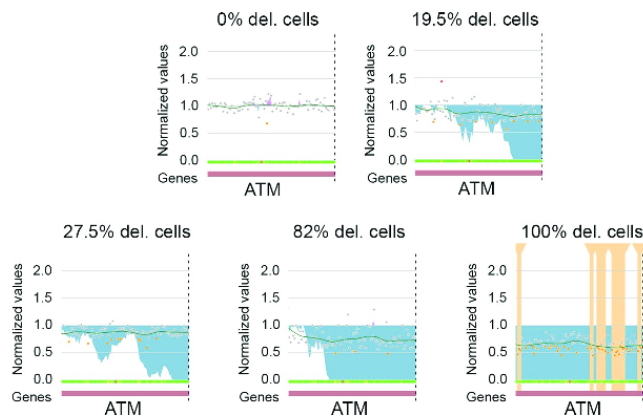 0% del. cells
19.5% del. cells
Normalized values
2.0
1.5
1.0
0.5
0.0
Genes
ATM
Normalized values
2.0
1.5
1.0
0.5
0.0
Genes
ATM
27.5% del. cells
82% del. cells
100% del. cells
Normalized values
2.0
1.5
1.0
0.5
0.0
Genes
ATM
Normalized values
2.0
1.5
1.0
0.5
0.0
Genes
ATM
Normalized values
2.0
1.5
1.0
0.5
0.0
Genes
ATM